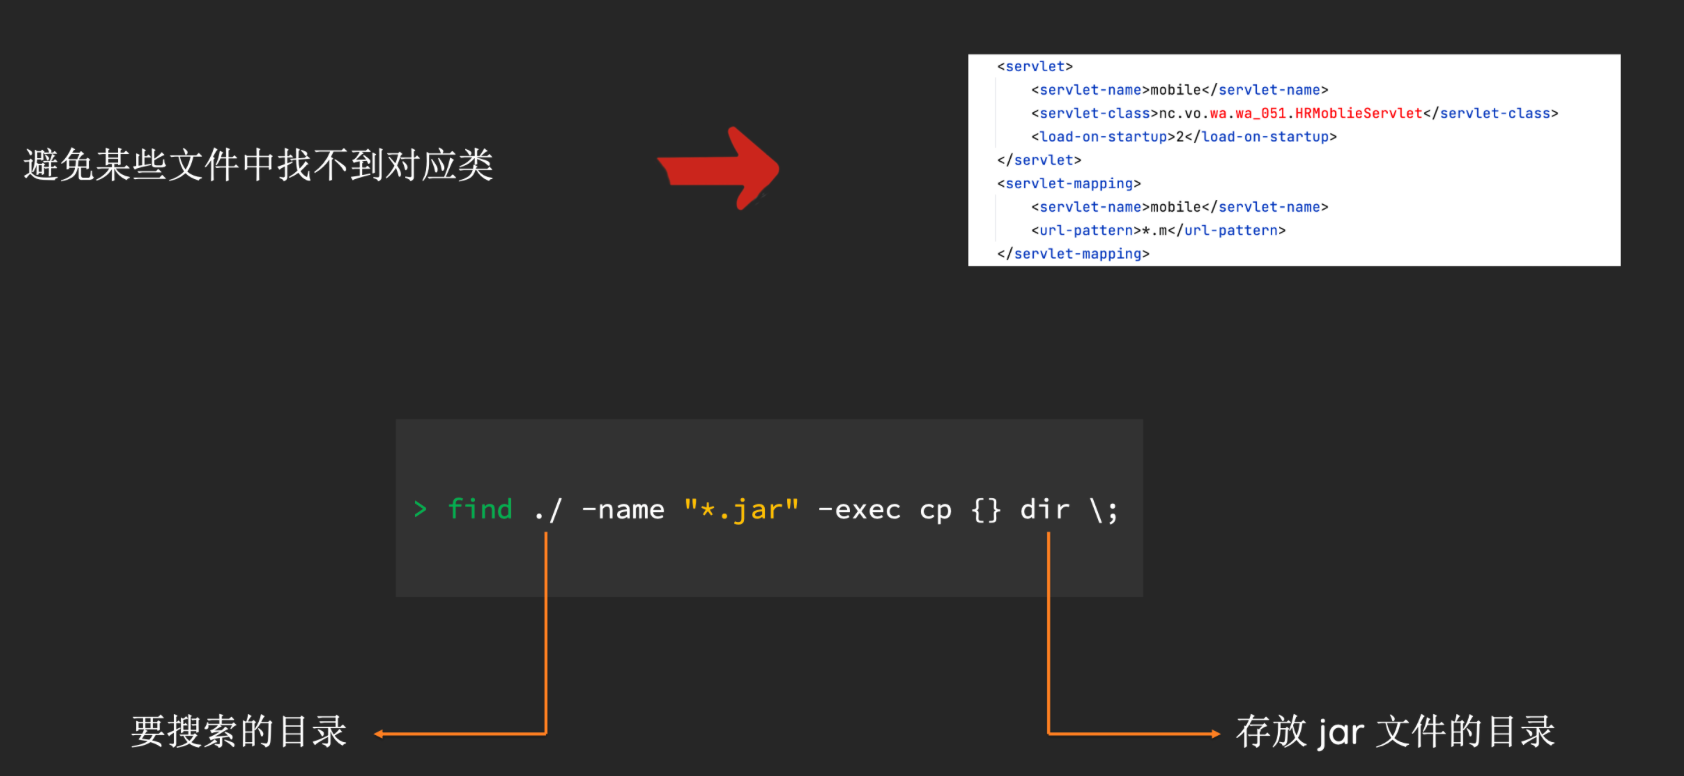 避免某些文件中找不到对应类
<servlet>
<servlet-name>mobile</servlet-name>
<servlet-class>nc.vo.wa.wa_051.HRMoblieServlet</servlet-class>
<load-on-startup>2</load-on-startup>
</servlet>
<servlet-mapping>
<servlet-name>mobile</servlet-name>
<url-pattern>*.m</url-pattern>
</servlet-mapping>
> find ./ -name "*.jar" -exec cp {} dir \;
要搜索的目录
存放 jar 文件的目录